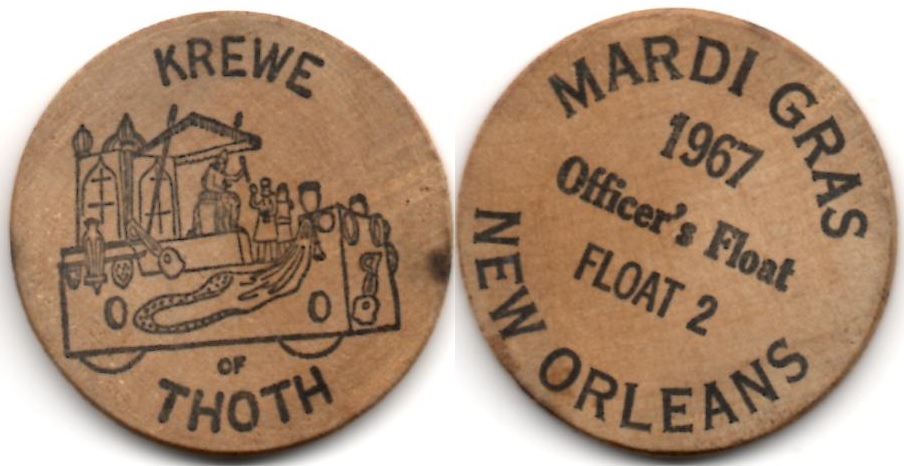 KREWE
OF
THOTH
MARDI GRAS
1967
Officer's Float
FLOAT 2
NEW ORLEANS